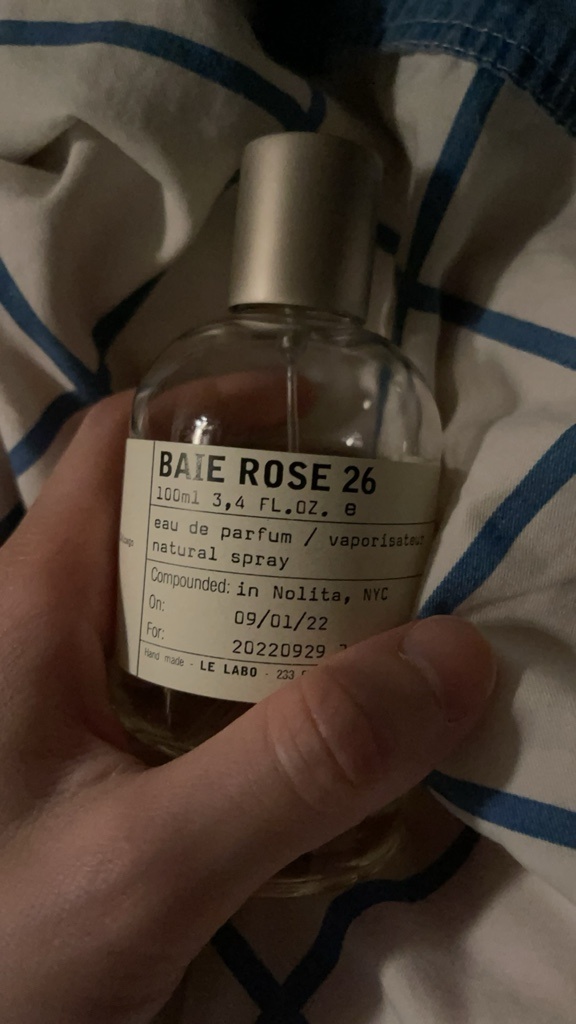 BAIE ROSE 26
100ml 3,4 FL.OZ. e
eau de parfum / vaporisateur
natural spray
Compounded: in Nolita, NYC
On: 09/01/22
For: 20220929
Hand made - LE LABO - 233